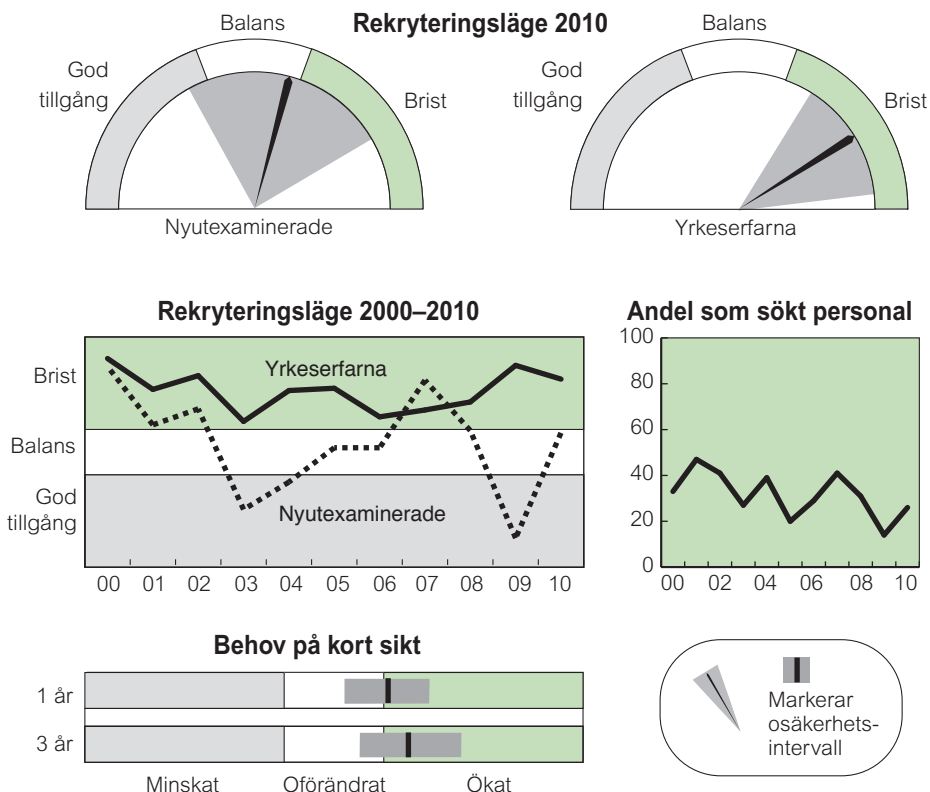 Rekryteringsläge 2010
Balans
God
tillgång
Brist
Nyutexaminerade
Balans
God
tillgång
Brist
Yrkeserfarna
Rekryteringsläge 2000–2010
Brist
Balans
God
tillgång
Yrkeserfarna
Nyutexaminerade
00 01 02 03 04 05 06 07 08 09 10
Andel som sökt personal
100
80
60
40
20
0
00 02 04 06 08 10
Behov på kort sikt
1 år
3 år
Minskat Oförändrat Ökat
Markerar
osäkerhets-
intervall